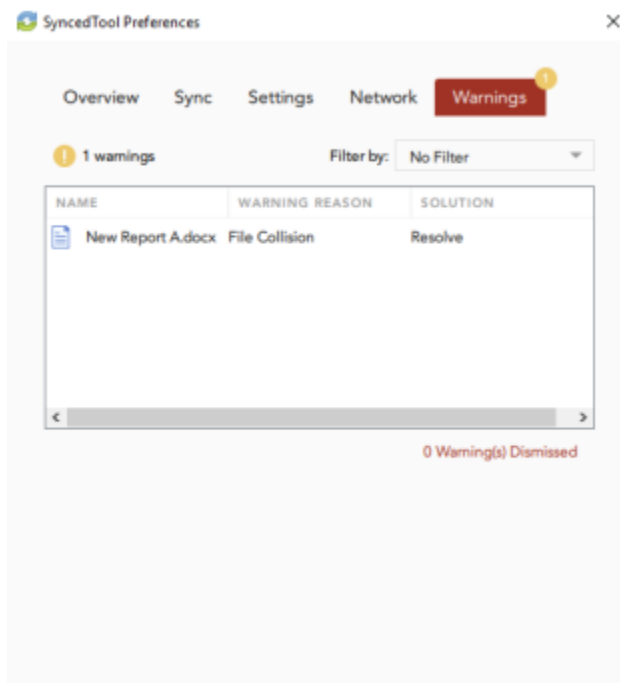 SyncedTool Preferences
Overview Sync Settings Network Warnings 1
1 warnings Filter by: No Filter
NAME WARNING REASON SOLUTION
New Report A.docx File Collision Resolve
0 Warning(s) Dismissed